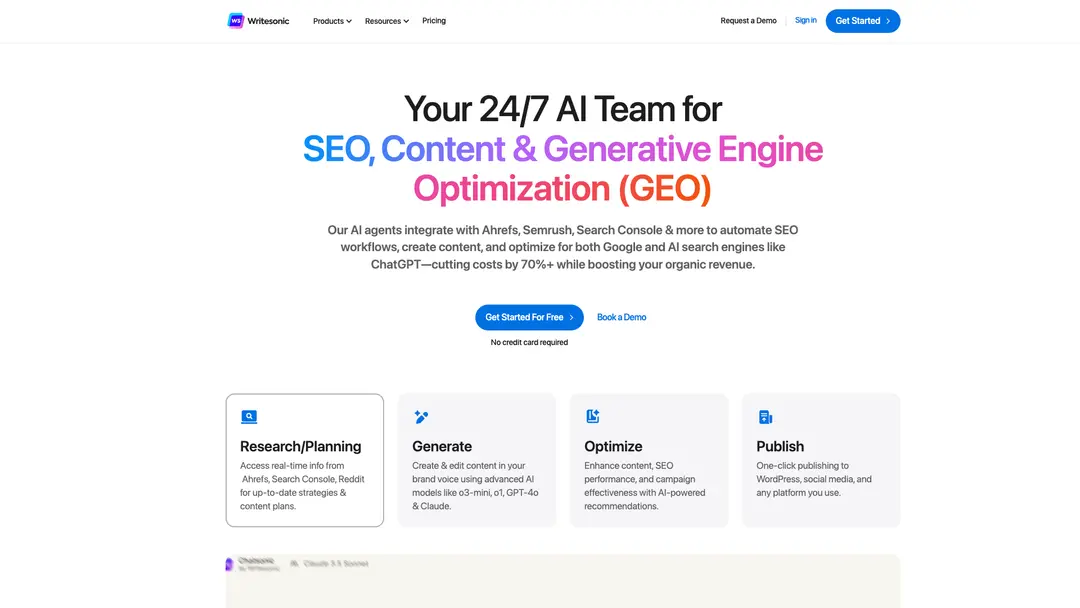 Writesonic
Products
Resources
Pricing
Request a Demo
Sign in
Get Started
Your 24/7 AI Team for
SEO, Content & Generative Engine
Optimization (GEO)
Our AI agents integrate with Ahrefs, Semrush, Search Console & more to automate SEO
workflows, create content, and optimize for both Google and AI search engines like
ChatGPT—cutting costs by 70%+ while boosting your organic revenue.
Get Started For Free
Book a Demo
No credit card required
Research/Planning
Access real-time info from
Ahrefs, Search Console, Reddit
for up-to-date strategies &
content plans.
Generate
Create & edit content in your
brand voice using advanced AI
models like o3-mini, o1, GPT-4o
& Claude.
Optimize
Enhance content, SEO
performance, and campaign
effectiveness with AI-powered
recommendations.
Publish
One-click publishing to
WordPress, social media, and
any platform you use.
Chatsonic
By Writesonic
Claude 3.5 Sonnet